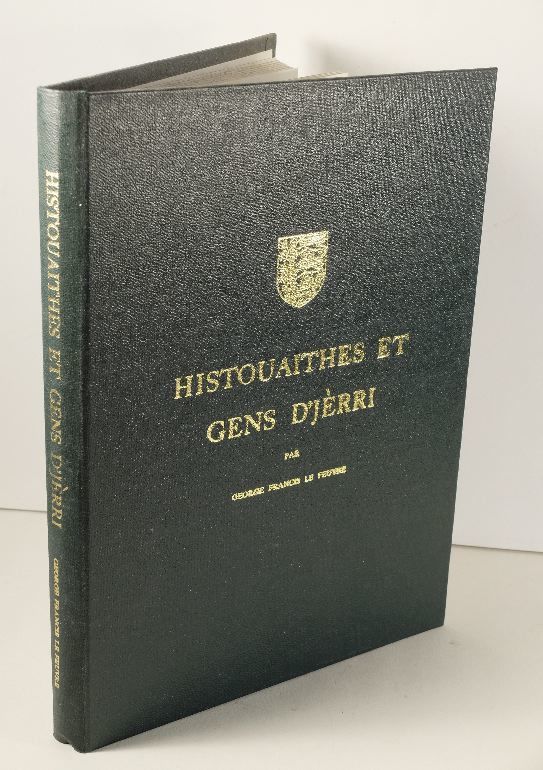 HISTOUAITHES ET GENS D'JÈRRI
GEORGE FRANCIS LE FEUVRE
HISTOUAITHES ET
GENS D'JÈRRI
PAR
GEORGE FRANCIS LE FEUVRE